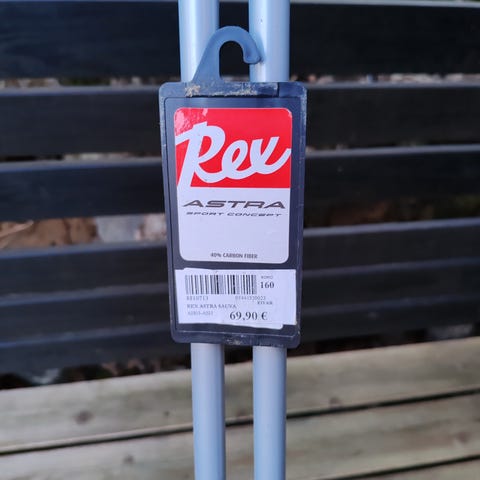 Rex
ASTRA
SPORT CONCEPT
40% CARBON FIBER
KOKO
160
REX ASTRA SAUVA
69,90 €